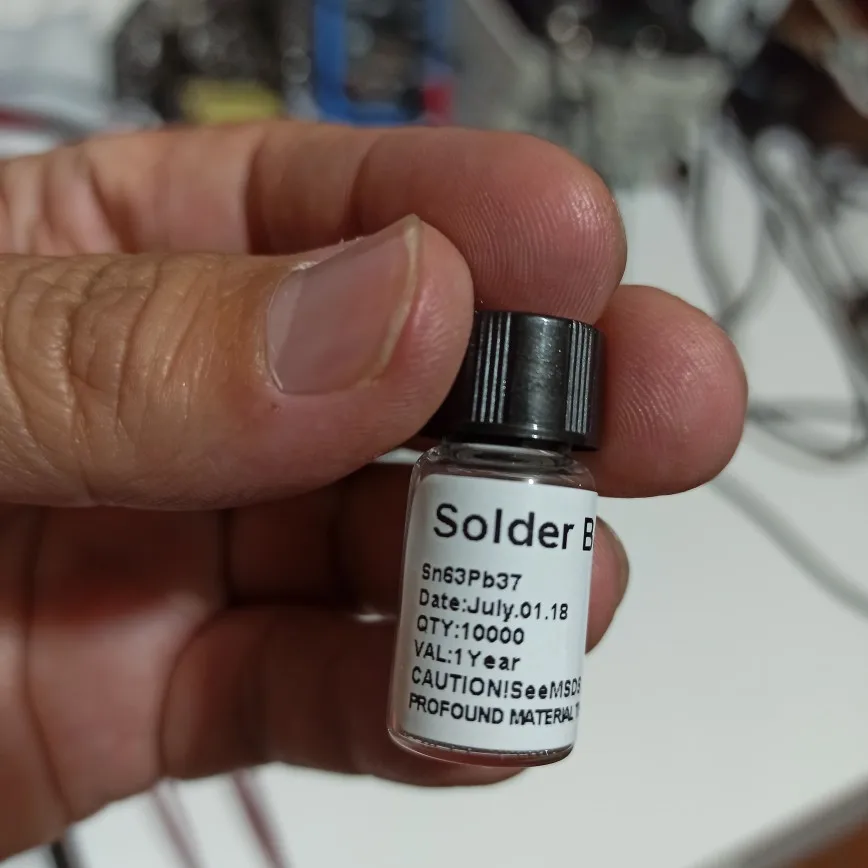 Solder B
Sn63Pb37
Date:July.01.18
QTY:10000
VAL:1Year
CAUTION!SeeMSDS
PROFOUND MATERIAL